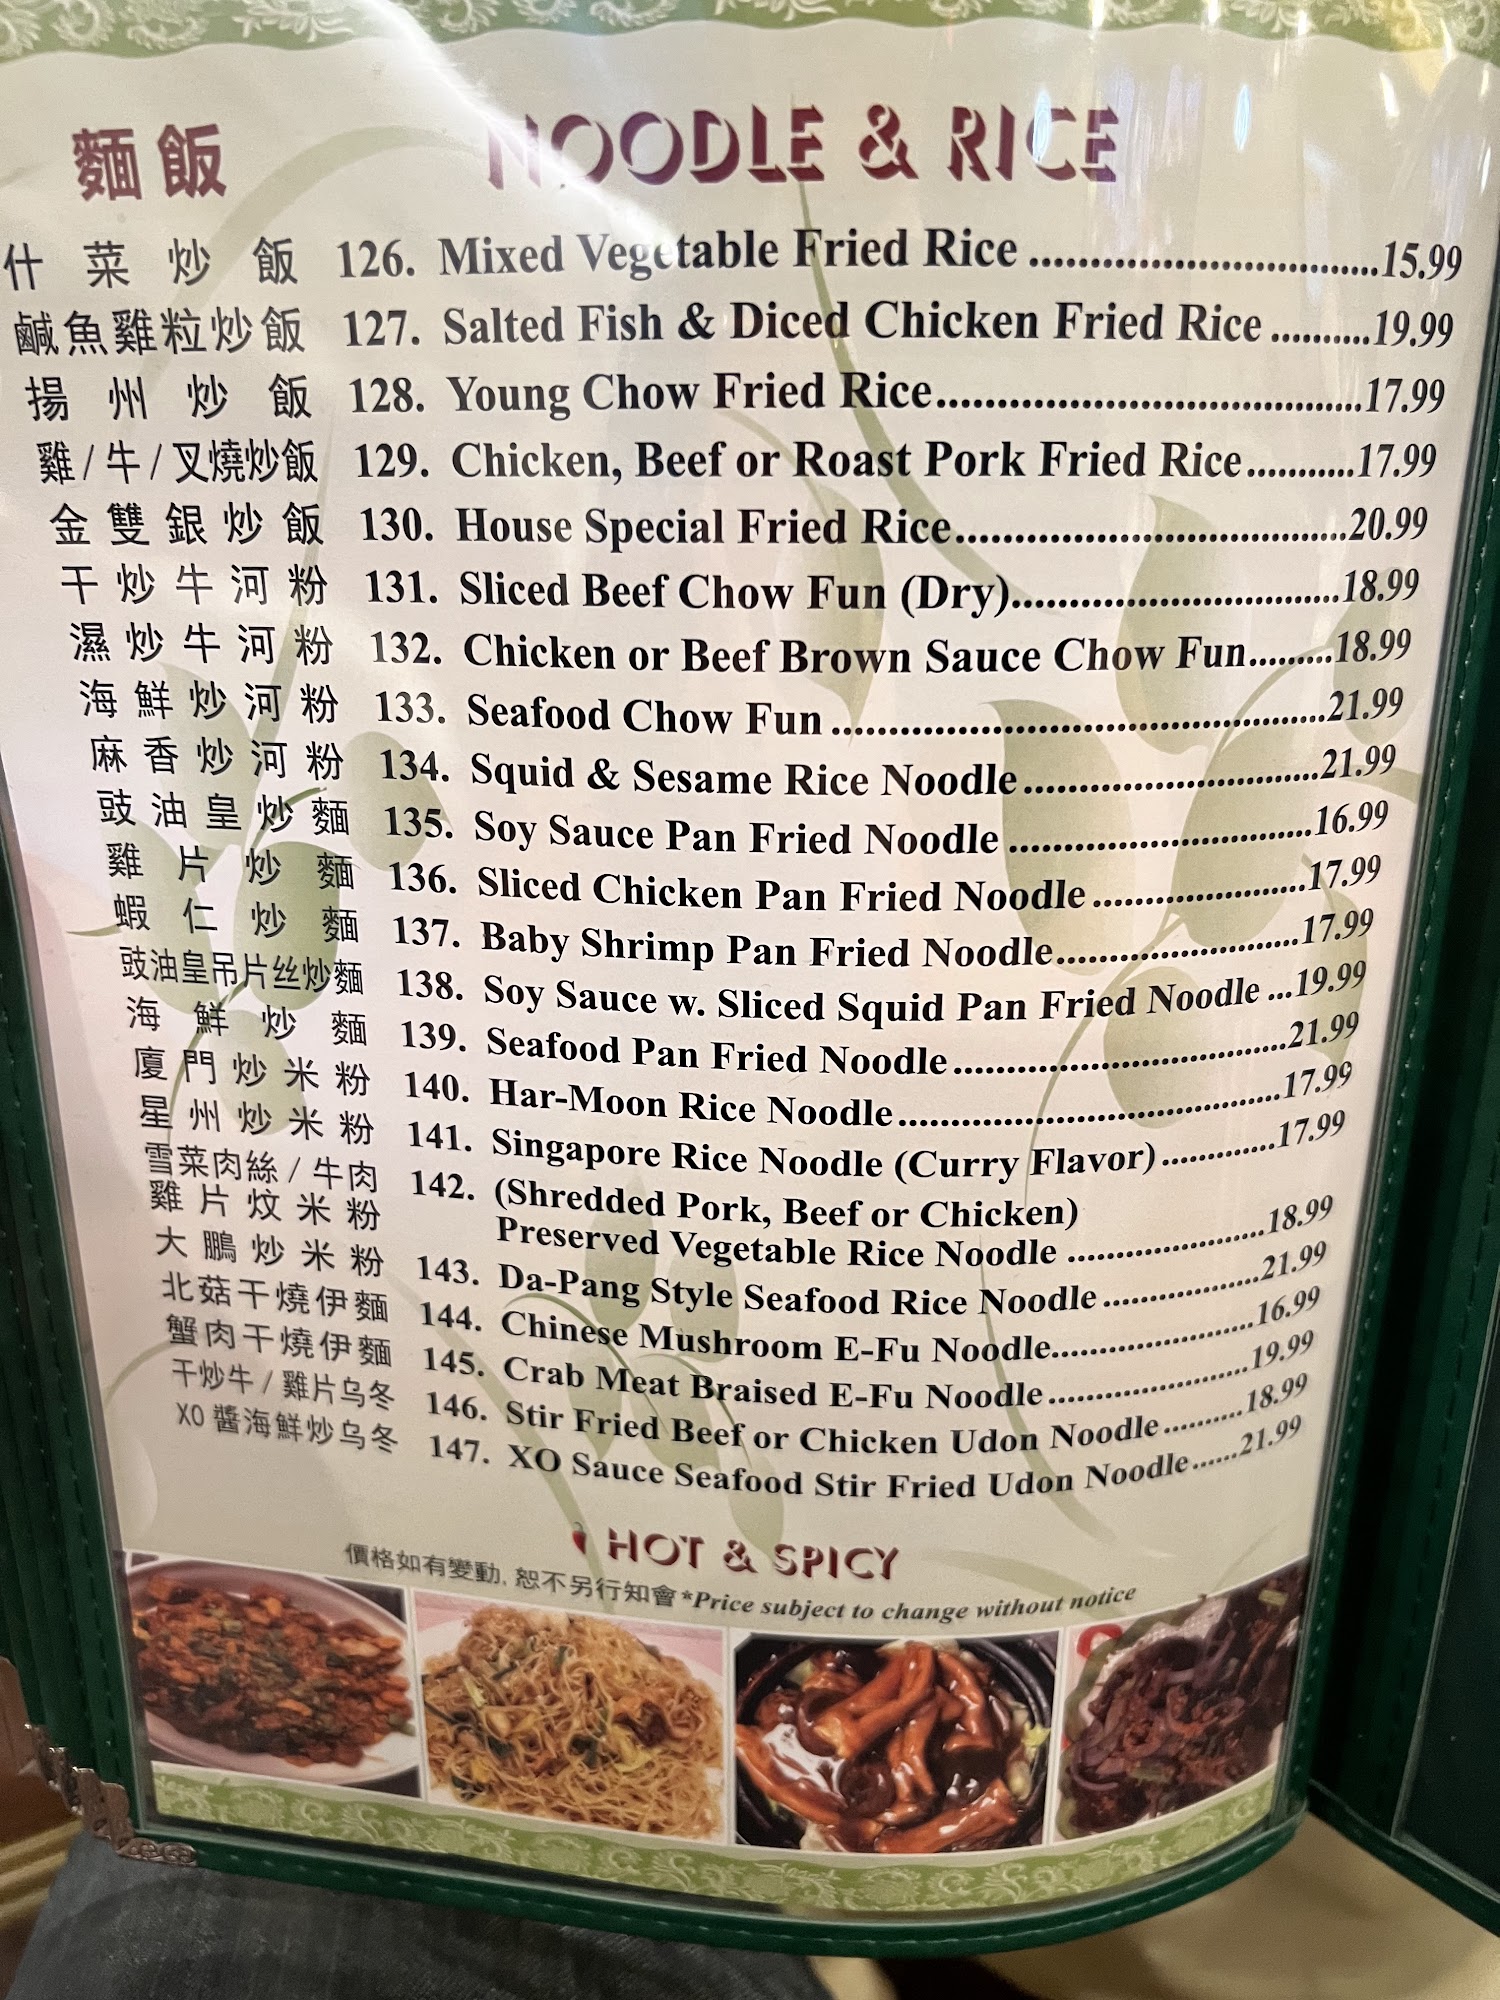 麵飯 NOODLE & RICE
什菜炒飯 126. Mixed Vegetable Fried Rice ..............................15.99
鹹魚雞粒炒飯 127. Salted Fish & Diced Chicken Fried Rice ..........19.99
揚州炒飯 128. Young Chow Fried Rice....................................17.99
雞/牛/叉燒炒飯 129. Chicken, Beef or Roast Pork Fried Rice...........17.99
金雙銀炒飯 130. House Special Fried Rice..................................20.99
干炒牛河粉 131. Sliced Beef Chow Fun (Dry)..............................18.99
濕炒牛河粉 132. Chicken or Beef Brown Sauce Chow Fun.........18.99
海鮮炒河粉 133. Seafood Chow Fun ............................................21.99
麻香炒河粉 134. Squid & Sesame Rice Noodle...........................21.99
豉油皇炒麵 135. Soy Sauce Pan Fried Noodle ............................16.99
雞片炒麵 136. Sliced Chicken Pan Fried Noodle ....................17.99
蝦仁炒麵 137. Baby Shrimp Pan Fried Noodle.......................17.99
豉油皇吊片丝炒麵 138. Soy Sauce w. Sliced Squid Pan Fried Noodle ...19.99
海鮮炒麵 139. Seafood Pan Fried Noodle ................................21.99
廈門炒米粉 140. Har-Moon Rice Noodle....................................17.99
星州炒米粉 141. Singapore Rice Noodle (Curry Flavor)............17.99
雪菜肉絲/牛肉 142. (Shredded Pork, Beef or Chicken)
雞片炆米粉 Preserved Vegetable Rice Noodle ....................18.99
大鵬炒米粉 143. Da-Pang Style Seafood Rice Noodle................21.99
北菇干燒伊麵 144. Chinese Mushroom E-Fu Noodle.....................16.99
蟹肉干燒伊麵 145. Crab Meat Braised E-Fu Noodle.....................19.99
干炒牛/雞片乌冬 146. Stir Fried Beef or Chicken Udon Noodle..........18.99
XO醬海鮮炒乌冬 147. XO Sauce Seafood Stir Fried Udon Noodle......21.99
HOT & SPICY
價格如有變動, 恕不另行知會 *Price subject to change without notice